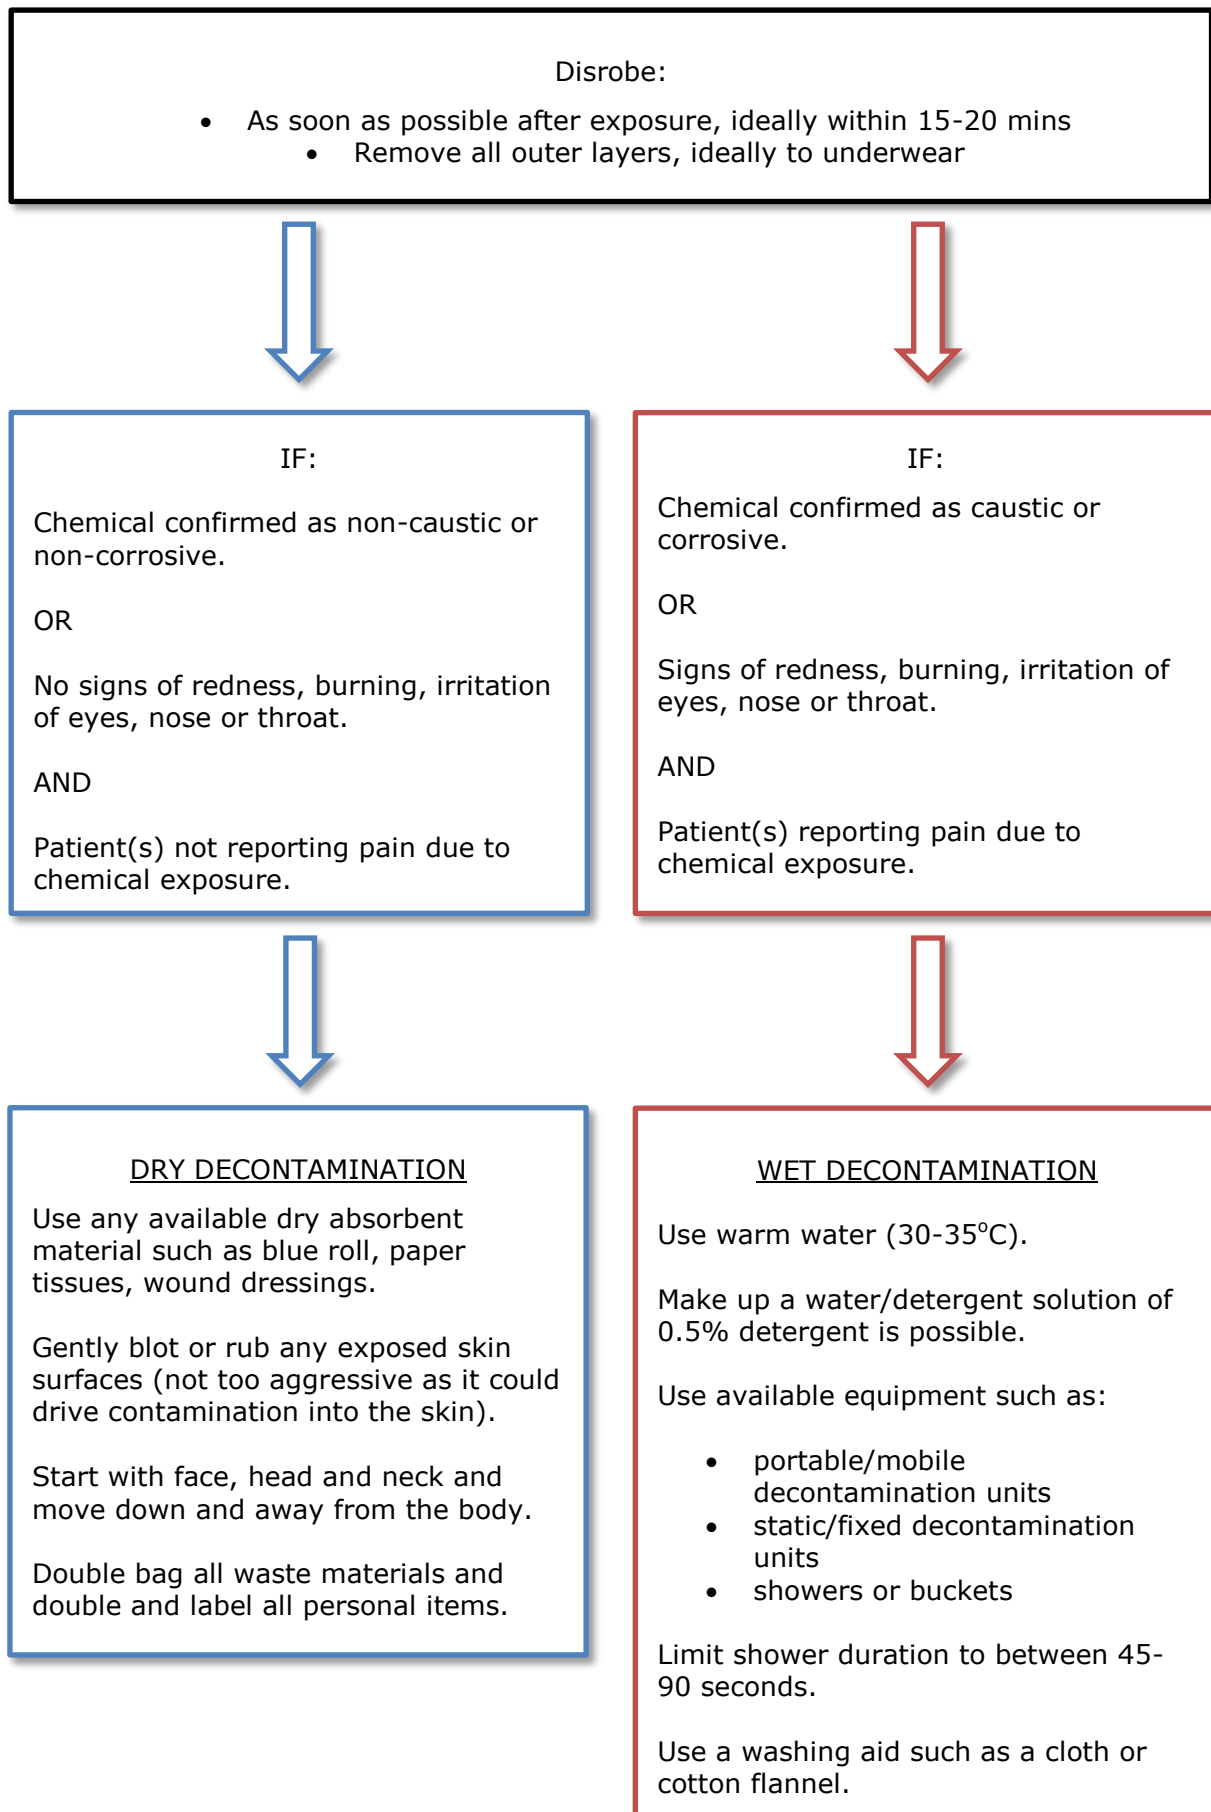 Disrobe:
• As soon as possible after exposure, ideally within 15-20 mins
• Remove all outer layers, ideally to underwear
IF:
Chemical confirmed as non-caustic or
non-corrosive.
OR
No signs of redness, burning, irritation
of eyes, nose or throat.
AND
Patient(s) not reporting pain due to
chemical exposure.
IF:
Chemical confirmed as caustic or
corrosive.
OR
Signs of redness, burning, irritation of
eyes, nose or throat.
AND
Patient(s) reporting pain due to
chemical exposure.
DRY DECONTAMINATION
Use any available dry absorbent
material such as blue roll, paper
tissues, wound dressings.
Gently blot or rub any exposed skin
surfaces (not too aggressive as it could
drive contamination into the skin).
Start with face, head and neck and
move down and away from the body.
Double bag all waste materials and
double and label all personal items.
WET DECONTAMINATION
Use warm water (30-35°C).
Make up a water/detergent solution of
0.5% detergent is possible.
Use available equipment such as:
• portable/mobile
decontamination units
• static/fixed decontamination
units
• showers or buckets
Limit shower duration to between 45-
90 seconds.
Use a washing aid such as a cloth or
cotton flannel.